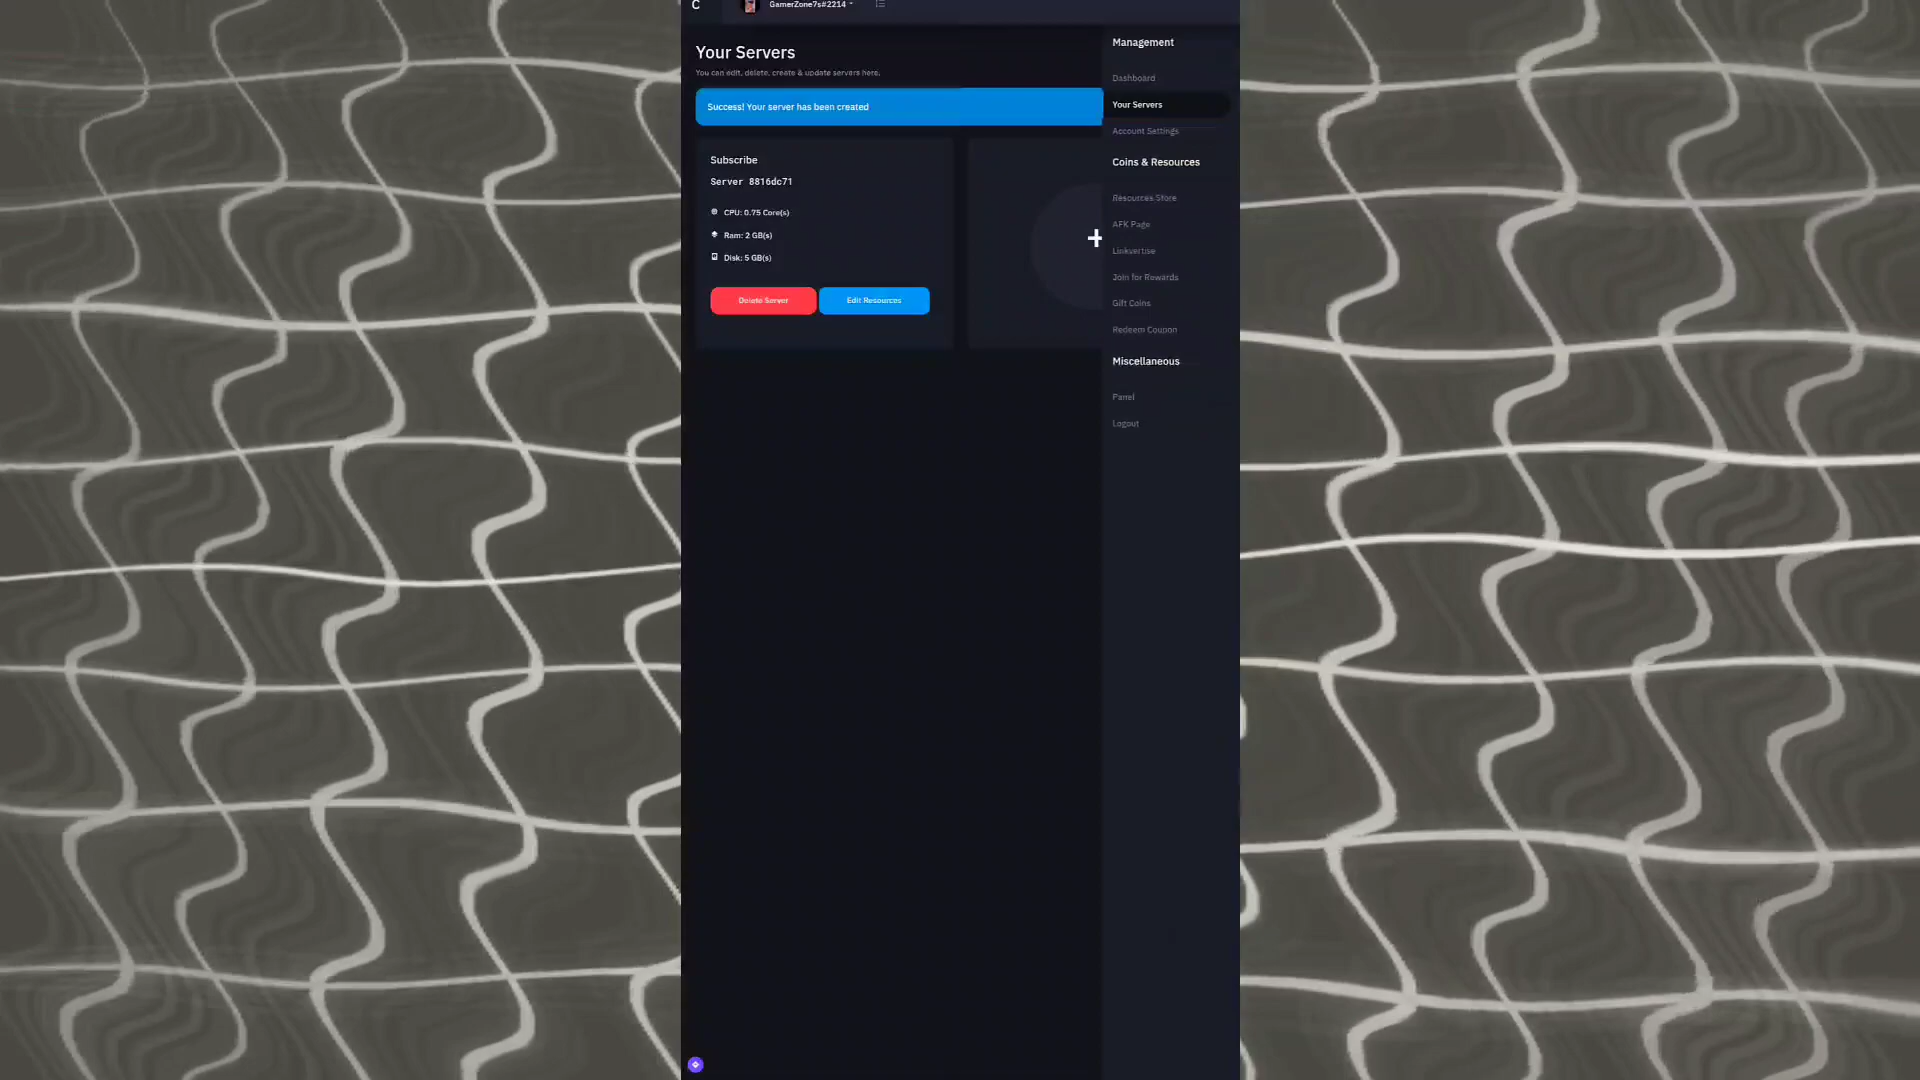 C
GamerZone7s#2214
Your Servers
You can edit, delete, create & update servers here.
Success! Your server has been created
Subscribe
Server 8816dc71
CPU: 0.75 Core(s)
Ram: 2 GB(s)
Disk: 5 GB(s)
Delete Server
Edit Resources
+
Management
Dashboard
Your Servers
Account Settings
Coins & Resources
Resources Store
AFK Page
Linkvertise
Join for Rewards
Gift Coins
Redeem Coupon
Miscellaneous
Panel
Logout